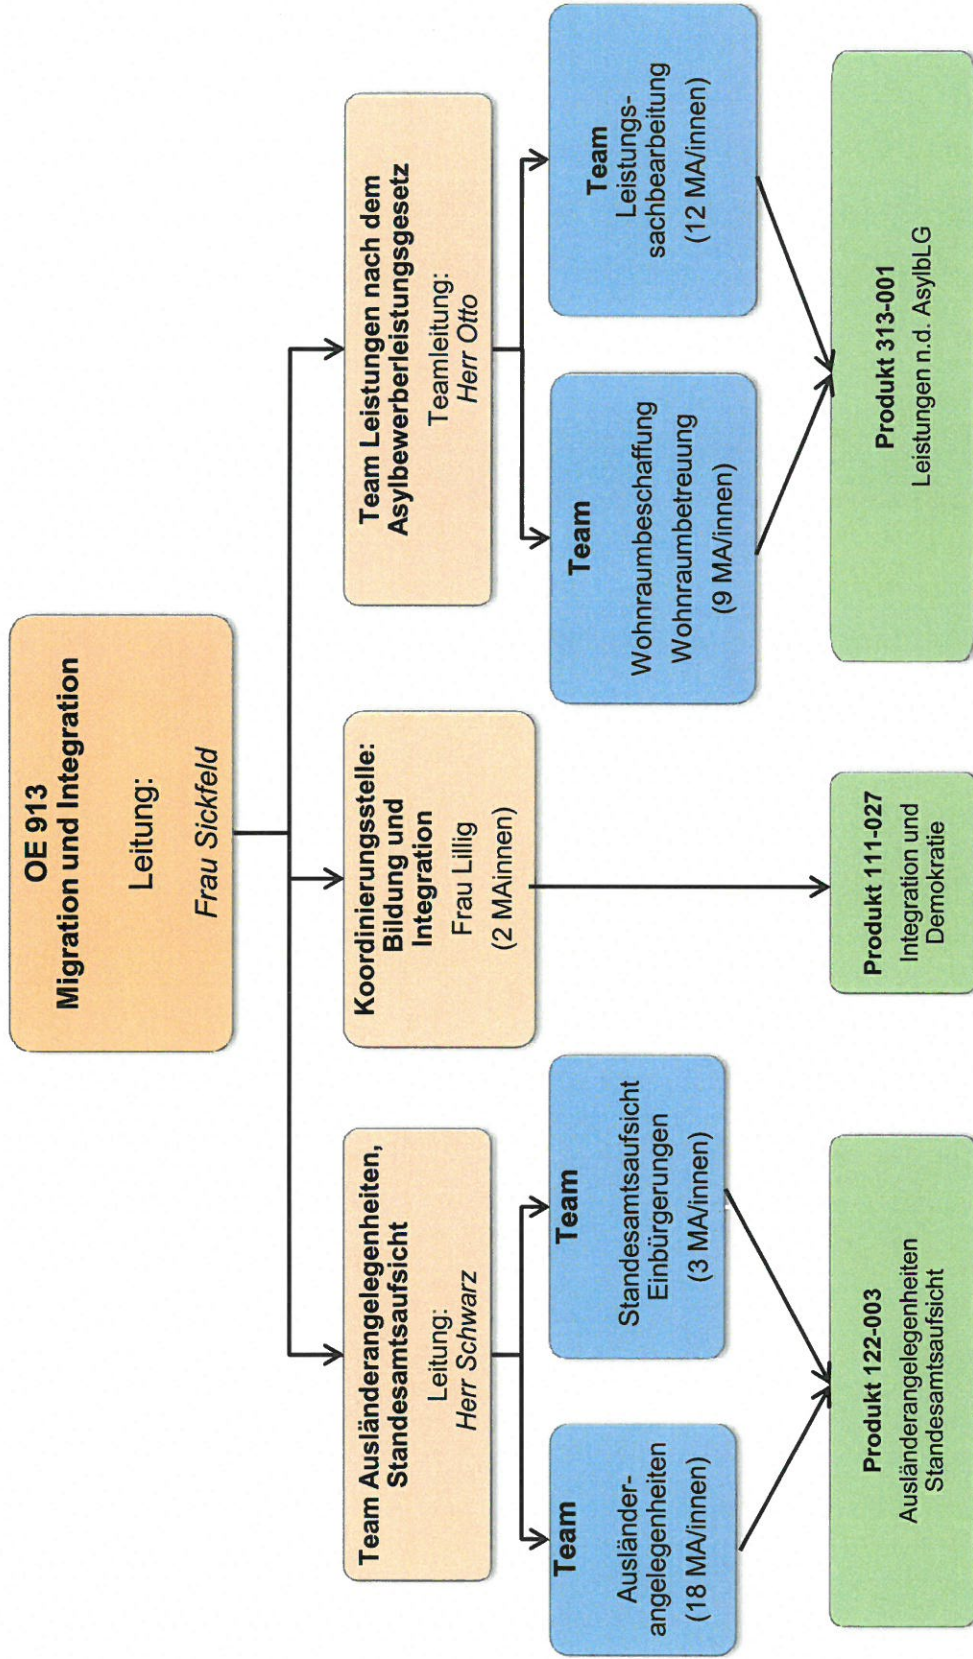 OE 913
Migration und Integration
Leitung:
Frau Sickfeld
Team Ausländerangelegenheiten,
Standesamtsaufsicht
Leitung:
Herr Schwarz
Koordinierungsstelle:
Bildung und
Integration
Frau Lillig
(2 MAinnen)
Team Leistungen nach dem
Asylbewerberleistungsgesetz
Teamleitung:
Herr Otto
Team
Ausländer-
angelegenheiten
(18 MA/innen)
Team
Standesamtsaufsicht
Einbürgerungen
(3 MA/innen)
Team
Wohnraumbeschaffung
Wohnraumbetreuung
(9 MA/innen)
Team
Leistungs-
sachbearbeitung
(12 MA/innen)
Produkt 122-003
Ausländerangelegenheiten
Standesamtsaufsicht
Produkt 111-027
Integration und
Demokratie
Produkt 313-001
Leistungen n.d. AsylbLG